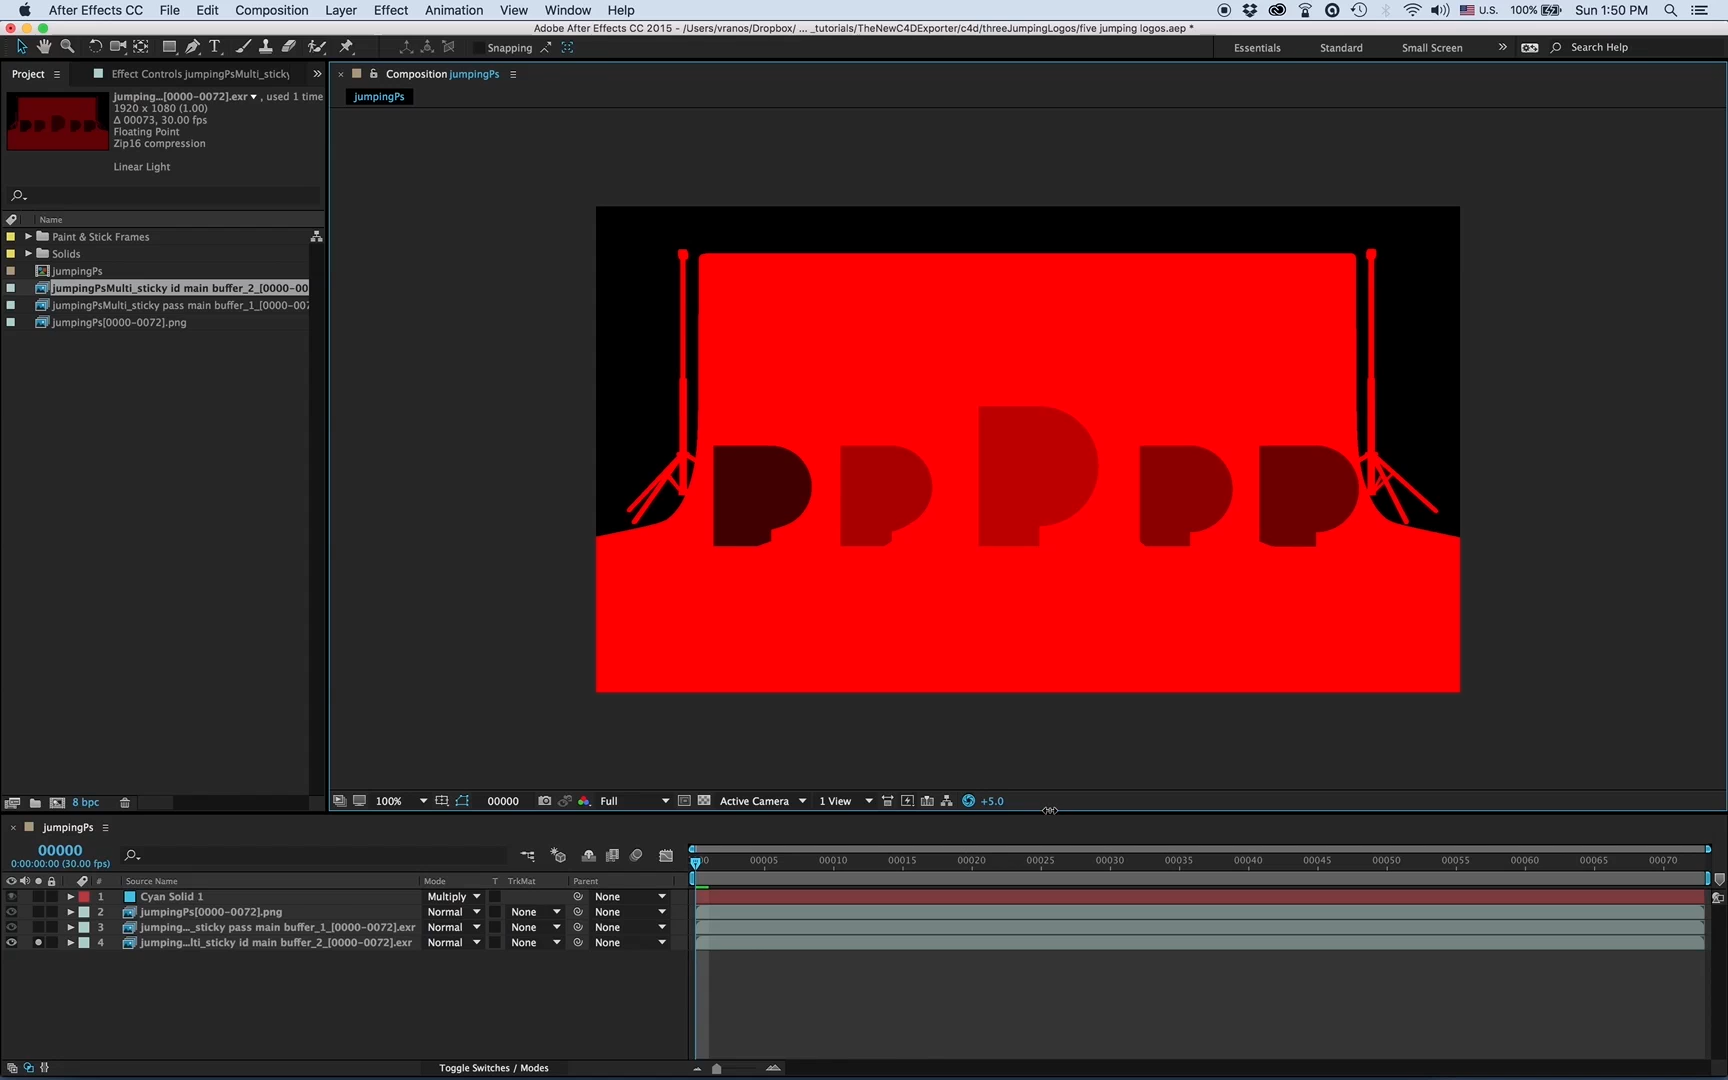 After Effects CC File Edit Composition Layer Effect Animation View Window Help U.S. 100% Sun 1:50 PM
Adobe After Effects CC 2015 - /Users/vranos/Dropbox/ ... _tutorials/TheNewC4DExporter/c4d/threeJumpingLogos/five jumping logos.aep *
Snapping Essentials Standard Small Screen Search Help
Project Effect Controls jumpingPsMulti_sticky Composition jumpingPs
jumpingPs
jumping...[0000-0072].exr , used 1 time
1920 x 1080 (1.00)
Δ 00073, 30.00 fps
Floating Point
Zip16 compression
Linear Light
Name
Paint & Stick Frames
Solids
jumpingPs
jumpingPsMulti_sticky id main buffer_2_[0000-00
jumpingPsMulti_sticky pass main buffer_1_[0000-007
jumpingPs[0000-0072].png
8 bpc 100% 00000 Full Active Camera 1 View +5.0
jumpingPs
00000
0:00:00:00 (30.00 fps)
00 00005 00010 00015 00020 00025 00030 00035 00040 00045 00050 00055 00060 00065 00070
# Source Name Mode T TrkMat Parent
1 Cyan Solid 1 Multiply None
2 jumpingPs[0000-0072].png Normal None None
3 jumping..._sticky pass main buffer_1_[0000-0072].exr Normal None None
4 jumping...lti_sticky id main buffer_2_[0000-0072].exr Normal None None
Toggle Switches / Modes